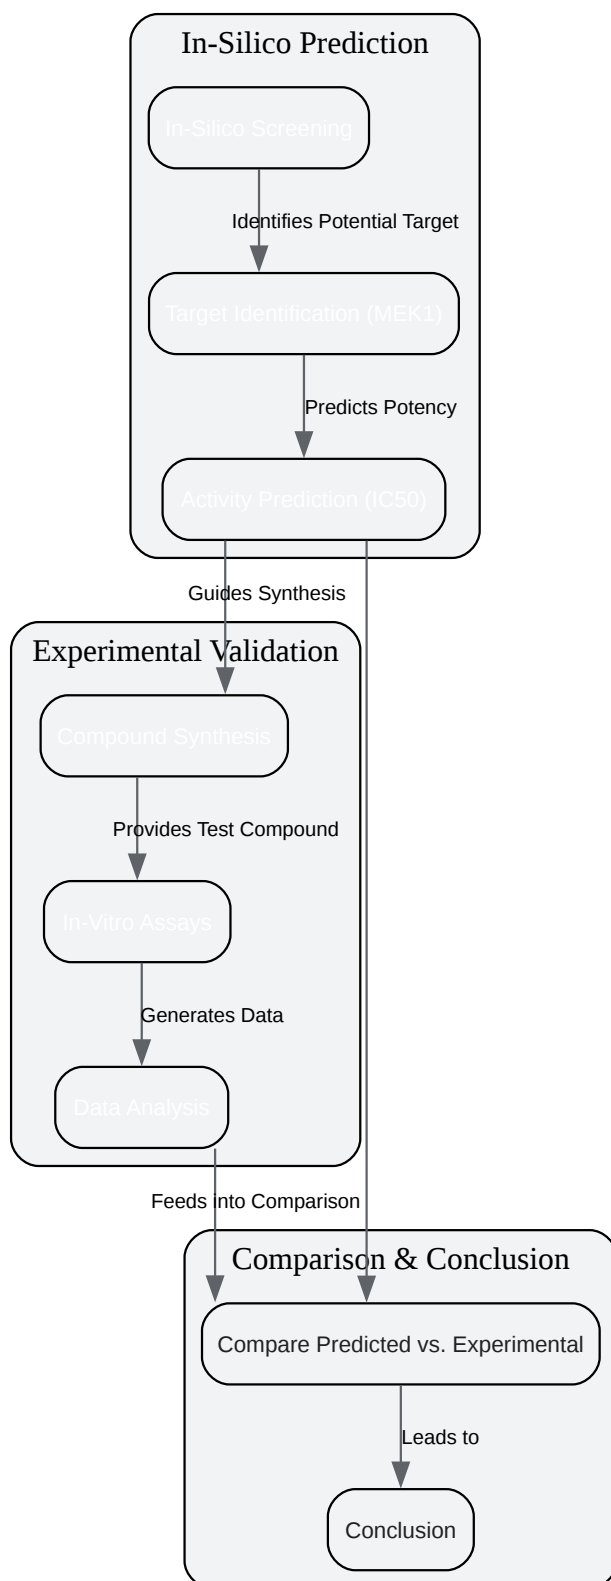 In-Silico Prediction
In-Silico Screening
Identifies Potential Target
Target Identification (MEK1)
Predicts Potency
Activity Prediction (IC50)
Guides Synthesis
Experimental Validation
Compound Synthesis
Provides Test Compound
In-Vitro Assays
Generates Data
Data Analysis
Feeds into Comparison
Comparison & Conclusion
Compare Predicted vs. Experimental
Leads to
Conclusion